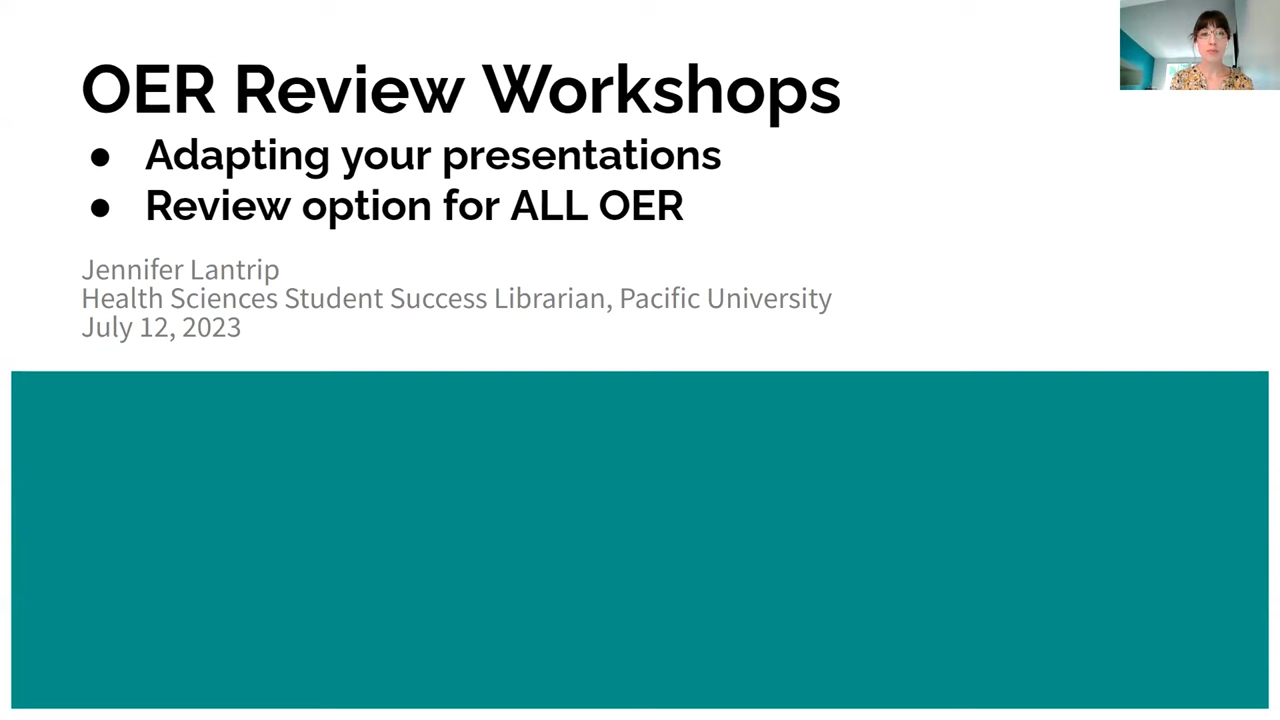 OER Review Workshops
● Adapting your presentations
● Review option for ALL OER
Jennifer Lantrip
Health Sciences Student Success Librarian, Pacific University
July 12, 2023